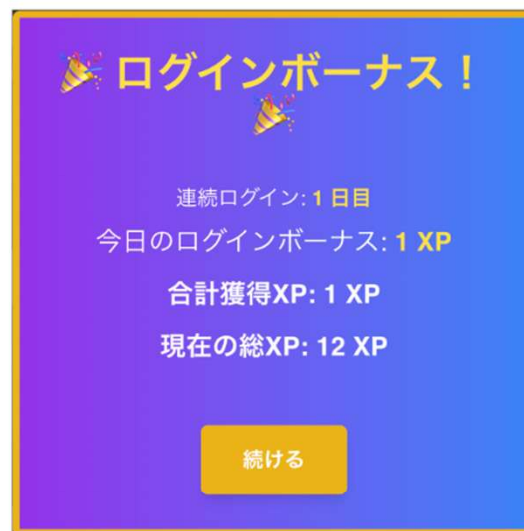 🎉 ログインボーナス！
🎉
連続ログイン: 1 日目
今日のログインボーナス: 1 XP
合計獲得XP: 1 XP
現在の総XP: 12 XP
続ける